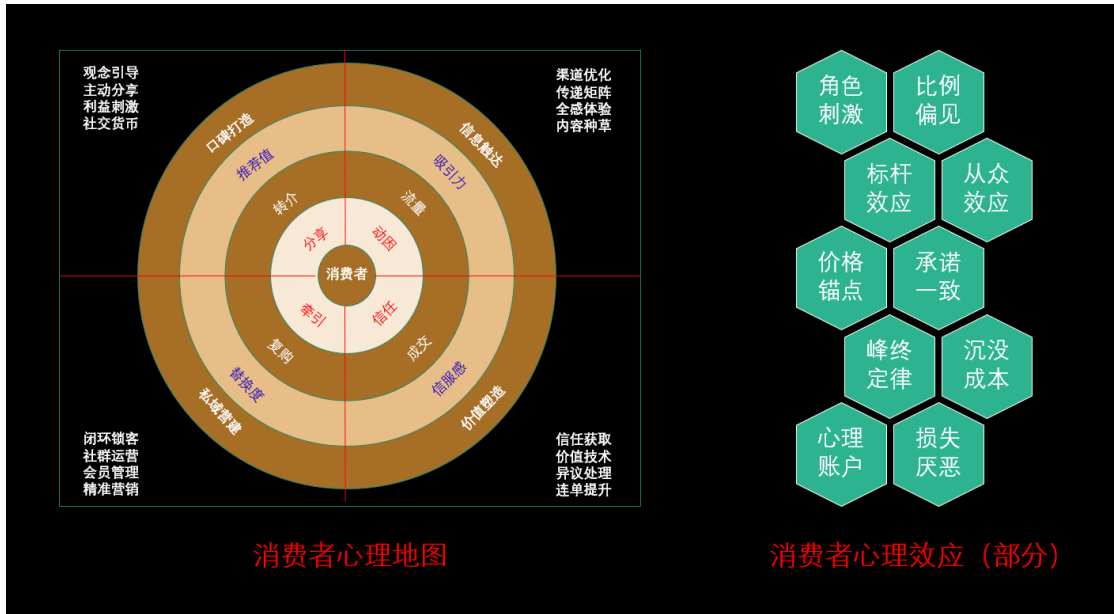 观念引导
主动分享
利益刺激
社交货币
渠道优化
传递矩阵
全感体验
内容种草
口碑打造
信息触达
推荐值
吸引力
转介
流量
分享
动因
消费者
牵引
信任
复购
成交
替换度
信服感
私域营建
价值塑造
闭环锁客
社群运营
会员管理
精准营销
信任获取
价值技术
异议处理
连单提升
消费者心理地图
角色
刺激
比例
偏见
标杆
效应
从众
效应
价格
锚点
承诺
一致
峰终
定律
沉没
成本
心理
账户
损失
厌恶
消费者心理效应（部分）